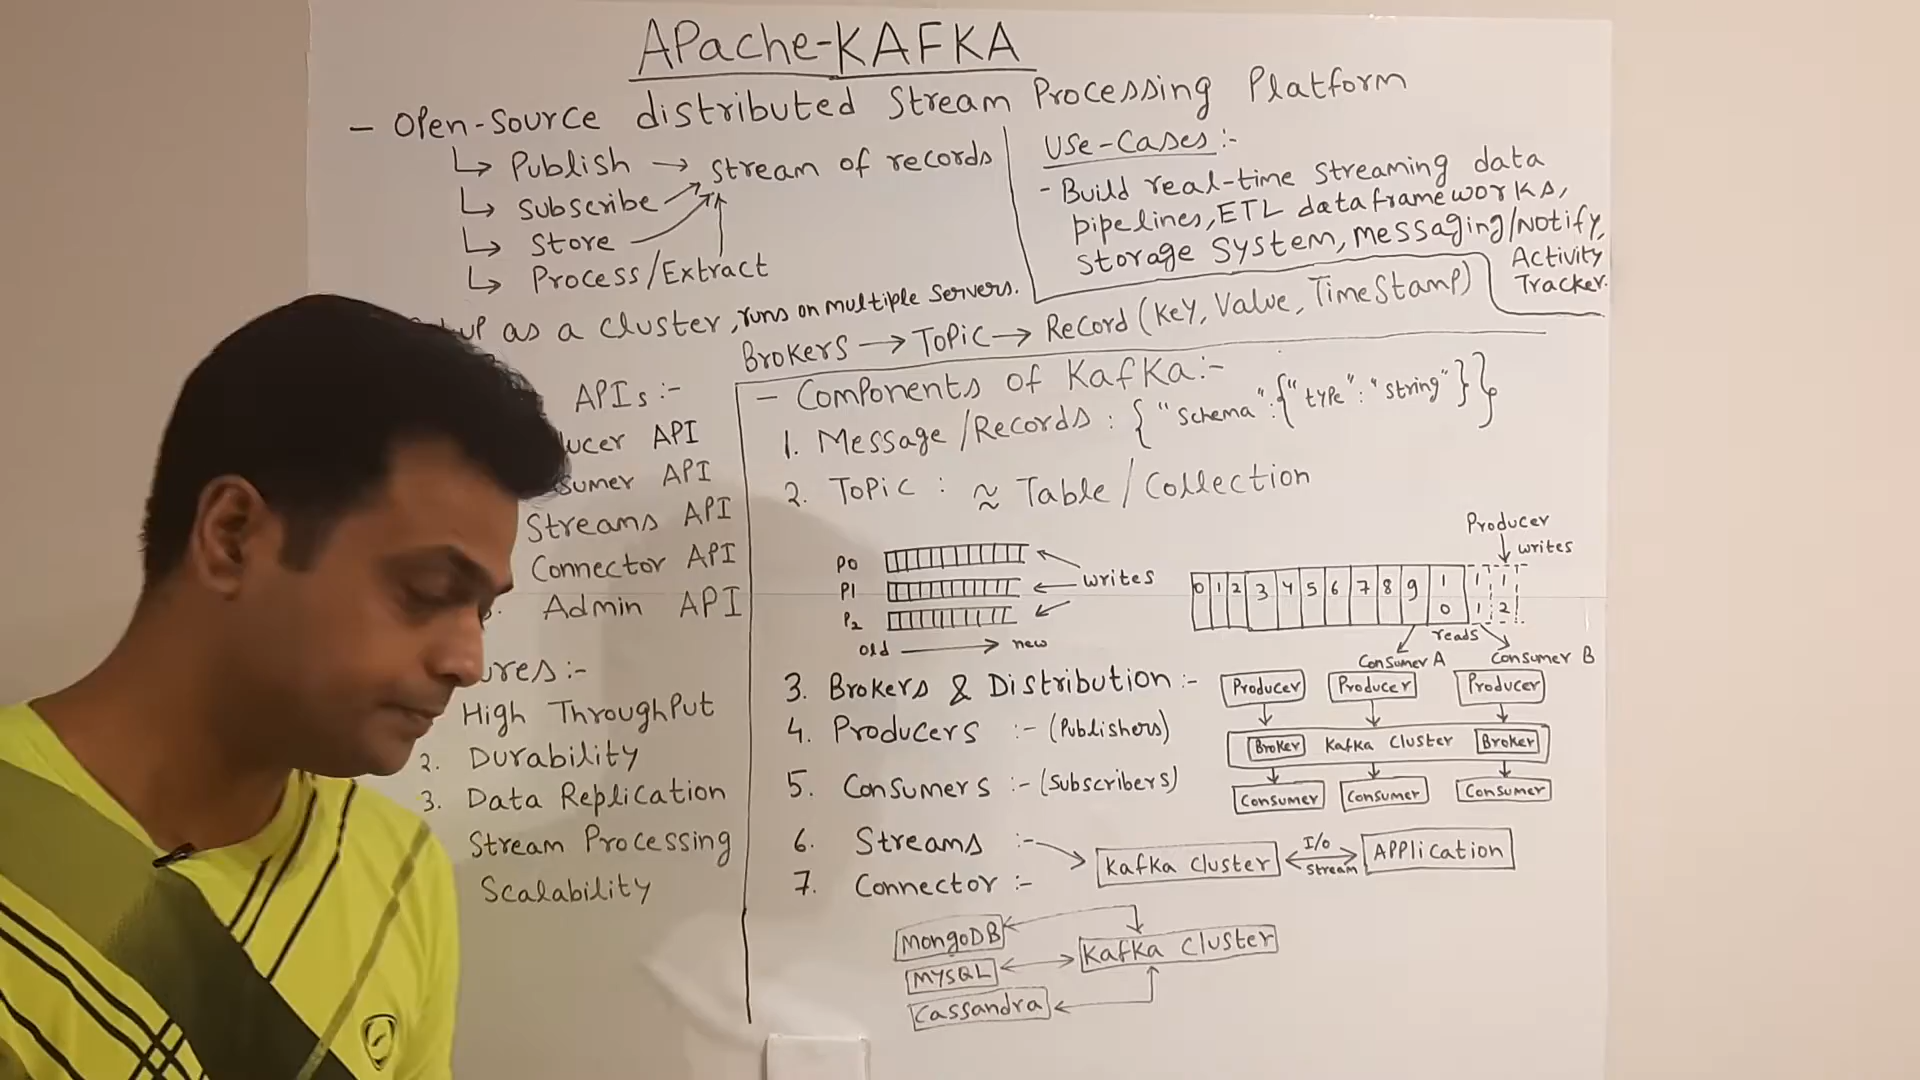 APache-KAFKA
- Open-Source distributed Stream Processing Platform
↳ Publish → Stream of records
↳ Subscribe
↳ Store
↳ Process/Extract
Use-Cases :-
- Build real-time streaming data
pipelines, ETL dataframeworks,
storage System, messaging/Notify,
Activity
Tracker.
up as a cluster, runs on multiple Servers.
Brokers → Topic → Record (Key, Value, TimeStamp)
APIs :-
ucer API
sumer API
Streams API
Connector API
Admin API
ures :-
High Throughput
2. Durability
3. Data Replication
Stream Processing
Scalability
- Components of Kafka:-
1. Message /Records : { "Schema":{"type":"string"}}
2. Topic : ≈ Table / Collection
P0
P1
P2
writes
old → new
Producer
writes
0 1 2 3 4 5 6 7 8 9 10 11 12
reads
Consumer A
Consumer B
3. Brokers & Distribution :-
4. Producers :- (Publishers)
5. Consumers :- (Subscribers)
Producer Producer Producer
Broker Kafka Cluster Broker
Consumer Consumer Consumer
6. Streams :-
Kafka Cluster I/o Stream Application
7. Connector :-
MongoDB
MYSQL
Cassandra
Kafka Cluster